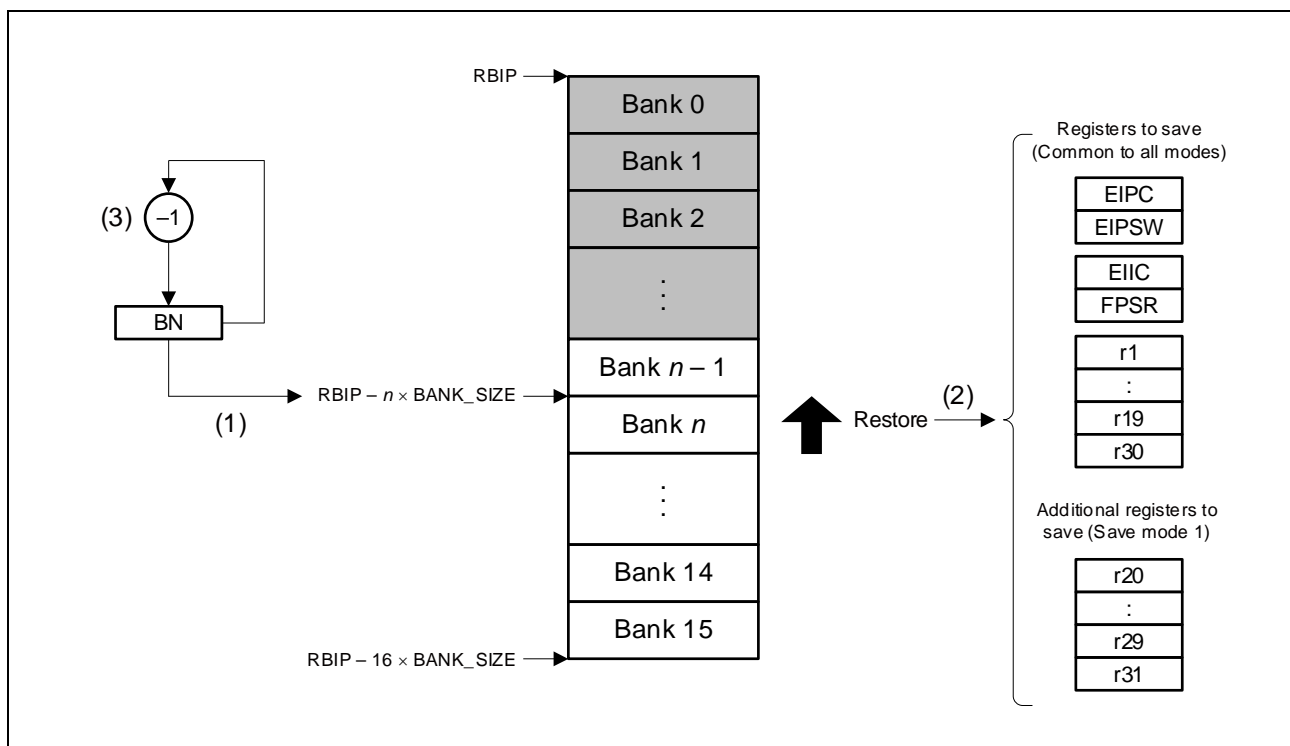 RBIP
Bank 0
Bank 1
Bank 2
⋮
Bank n – 1
Bank n
⋮
Bank 14
Bank 15
(3)
–1
BN
(1)
RBIP – n × BANK_SIZE
RBIP – 16 × BANK_SIZE
Restore
(2)
Registers to save
(Common to all modes)
EIPC
EIPSW
EIIC
FPSR
r1
:
r19
r30
Additional registers to
save (Save mode 1)
r20
:
r29
r31